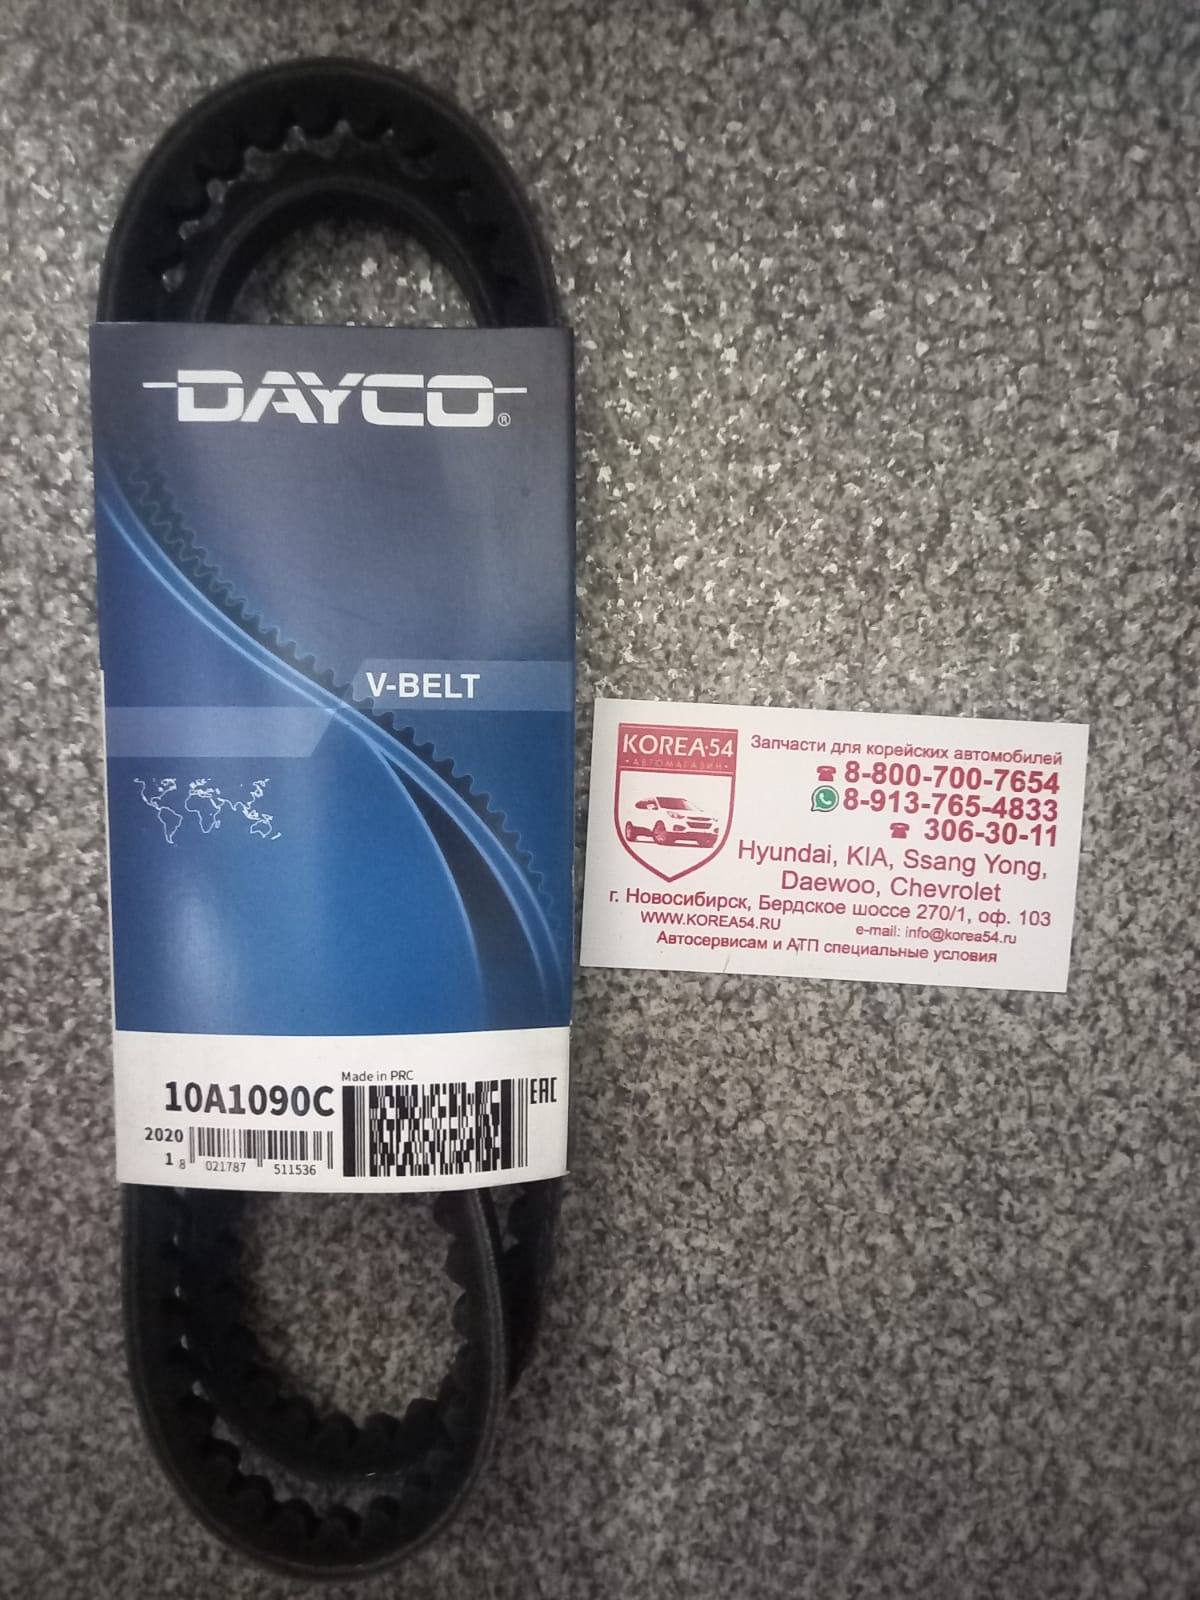 DAYCO®
V-BELT
Made in PRC
10A1090C
EAC
2020
1
8 021787 511536
KOREA·54
·АВТОМАГАЗИН·
Запчасти для корейских автомобилей
8-800-700-7654
8-913-765-4833
306-30-11
Hyundai, KIA, Ssang Yong,
Daewoo, Chevrolet
г. Новосибирск, Бердское шоссе 270/1, оф. 103
WWW.KOREA54.RU e-mail: info@korea54.ru
Автосервисам и АТП специальные условия